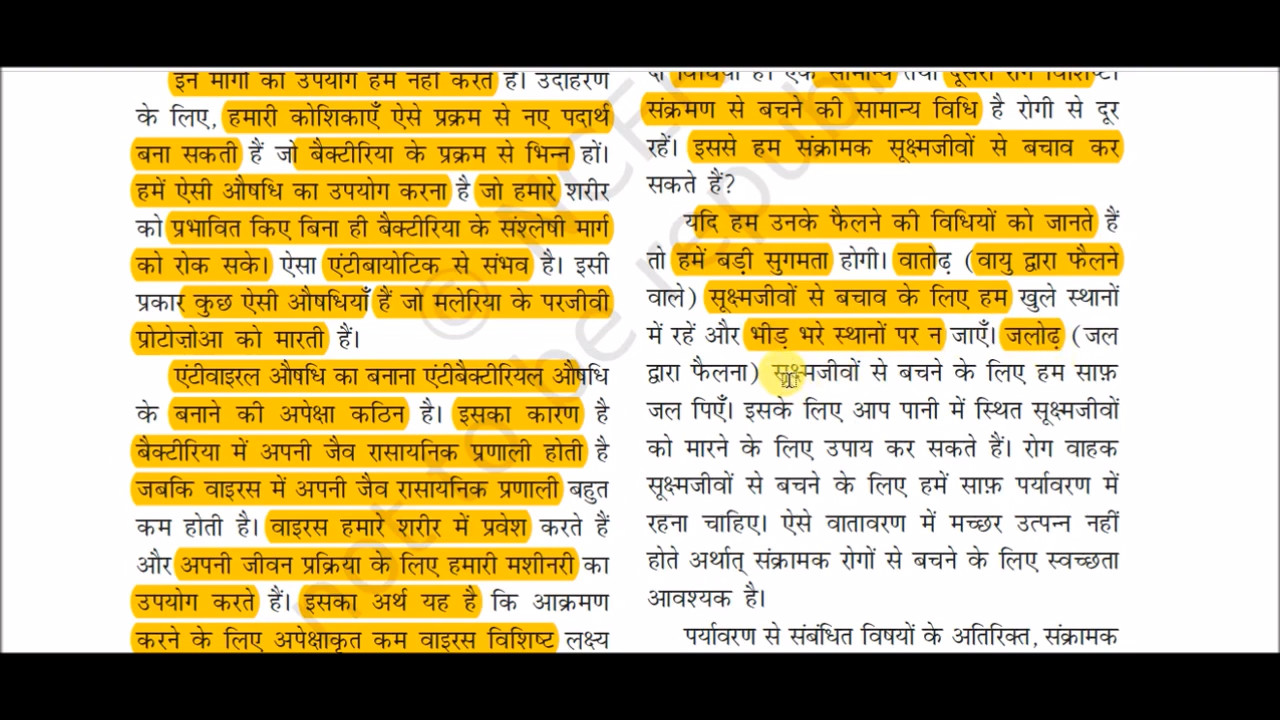 इन मार्गों का उपयोग हम नहीं करते हैं। उदाहरण
के लिए, हमारी कोशिकाएँ ऐसे प्रक्रम से नए पदार्थ
बना सकती हैं जो बैक्टीरिया के प्रक्रम से भिन्न हों।
हमें ऐसी औषधि का उपयोग करना है जो हमारे शरीर
को प्रभावित किए बिना ही बैक्टीरिया के संश्लेषी मार्ग
को रोक सके। ऐसा एंटीबायोटिक से संभव है। इसी
प्रकार कुछ ऐसी औषधियाँ हैं जो मलेरिया के परजीवी
प्रोटोज़ोआ को मारती हैं।
एंटीवाइरल औषधि का बनाना एंटीबैक्टीरियल औषधि
के बनाने की अपेक्षा कठिन है। इसका कारण है
बैक्टीरिया में अपनी जैव रासायनिक प्रणाली होती है
जबकि वाइरस में अपनी जैव रासायनिक प्रणाली बहुत
कम होती है। वाइरस हमारे शरीर में प्रवेश करते हैं
और अपनी जीवन प्रक्रिया के लिए हमारी मशीनरी का
उपयोग करते हैं। इसका अर्थ यह है कि आक्रमण
करने के लिए अपेक्षाकृत कम वाइरस विशिष्ट लक्ष्य
दो विधियाँ हैं। एक सामान्य तथा दूसरी रोग विशिष्ट।
संक्रमण से बचने की सामान्य विधि है रोगी से दूर
रहें। इससे हम संक्रामक सूक्ष्मजीवों से बचाव कर
सकते हैं?
यदि हम उनके फैलने की विधियों को जानते हैं
तो हमें बड़ी सुगमता होगी। वातोढ़ (वायु द्वारा फैलने
वाले) सूक्ष्मजीवों से बचाव के लिए हम खुले स्थानों
में रहें और भीड़ भरे स्थानों पर न जाएँ। जलोढ़ (जल
द्वारा फैलना) सूक्ष्मजीवों से बचने के लिए हम साफ़
जल पिएँ। इसके लिए आप पानी में स्थित सूक्ष्मजीवों
को मारने के लिए उपाय कर सकते हैं। रोग वाहक
सूक्ष्मजीवों से बचने के लिए हमें साफ़ पर्यावरण में
रहना चाहिए। ऐसे वातावरण में मच्छर उत्पन्न नहीं
होते अर्थात् संक्रामक रोगों से बचने के लिए स्वच्छता
आवश्यक है।
पर्यावरण से संबंधित विषयों के अतिरिक्त, संक्रामक